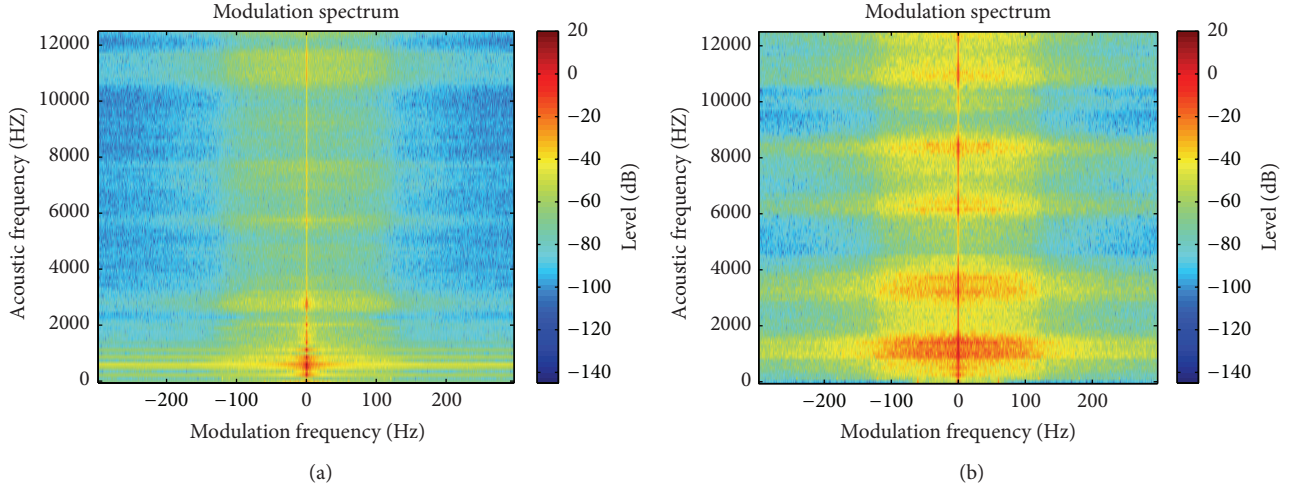 Modulation spectrum
12000
10000
8000
6000
4000
2000
0
Acoustic frequency (HZ)
−200 −100 0 100 200
Modulation frequency (Hz)
20
0
−20
−40
−60
−80
−100
−120
−140
Level (dB)
(a)
Modulation spectrum
12000
10000
8000
6000
4000
2000
0
Acoustic frequency (HZ)
−200 −100 0 100 200
Modulation frequency (Hz)
20
0
−20
−40
−60
−80
−100
−120
−140
Level (dB)
(b)